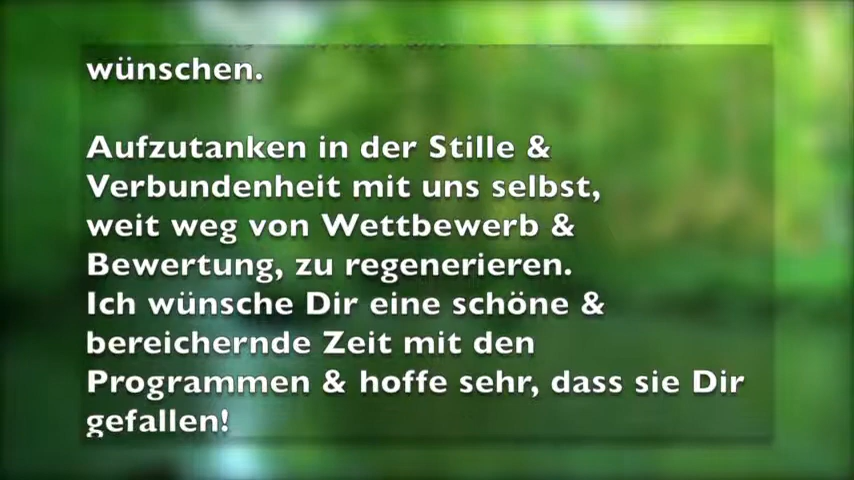 wünschen.
Aufzutanken in der Stille &
Verbundenheit mit uns selbst,
weit weg von Wettbewerb &
Bewertung, zu regenerieren.
Ich wünsche Dir eine schöne &
bereichernde Zeit mit den
Programmen & hoffe sehr, dass sie Dir
gefallen!